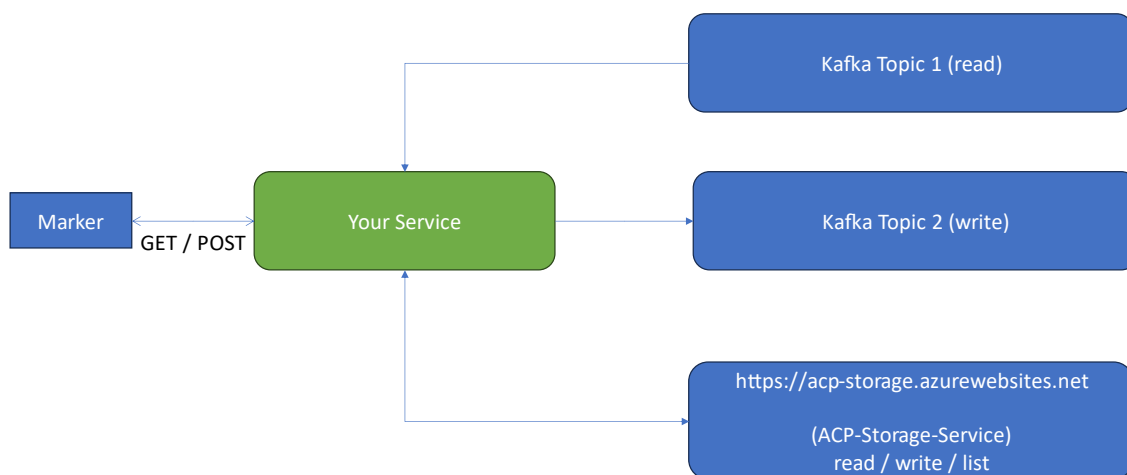 Kafka Topic 1 (read)
Marker
GET / POST
Your Service
Kafka Topic 2 (write)
https://acp-storage.azurewebsites.net
(ACP-Storage-Service)
read / write / list